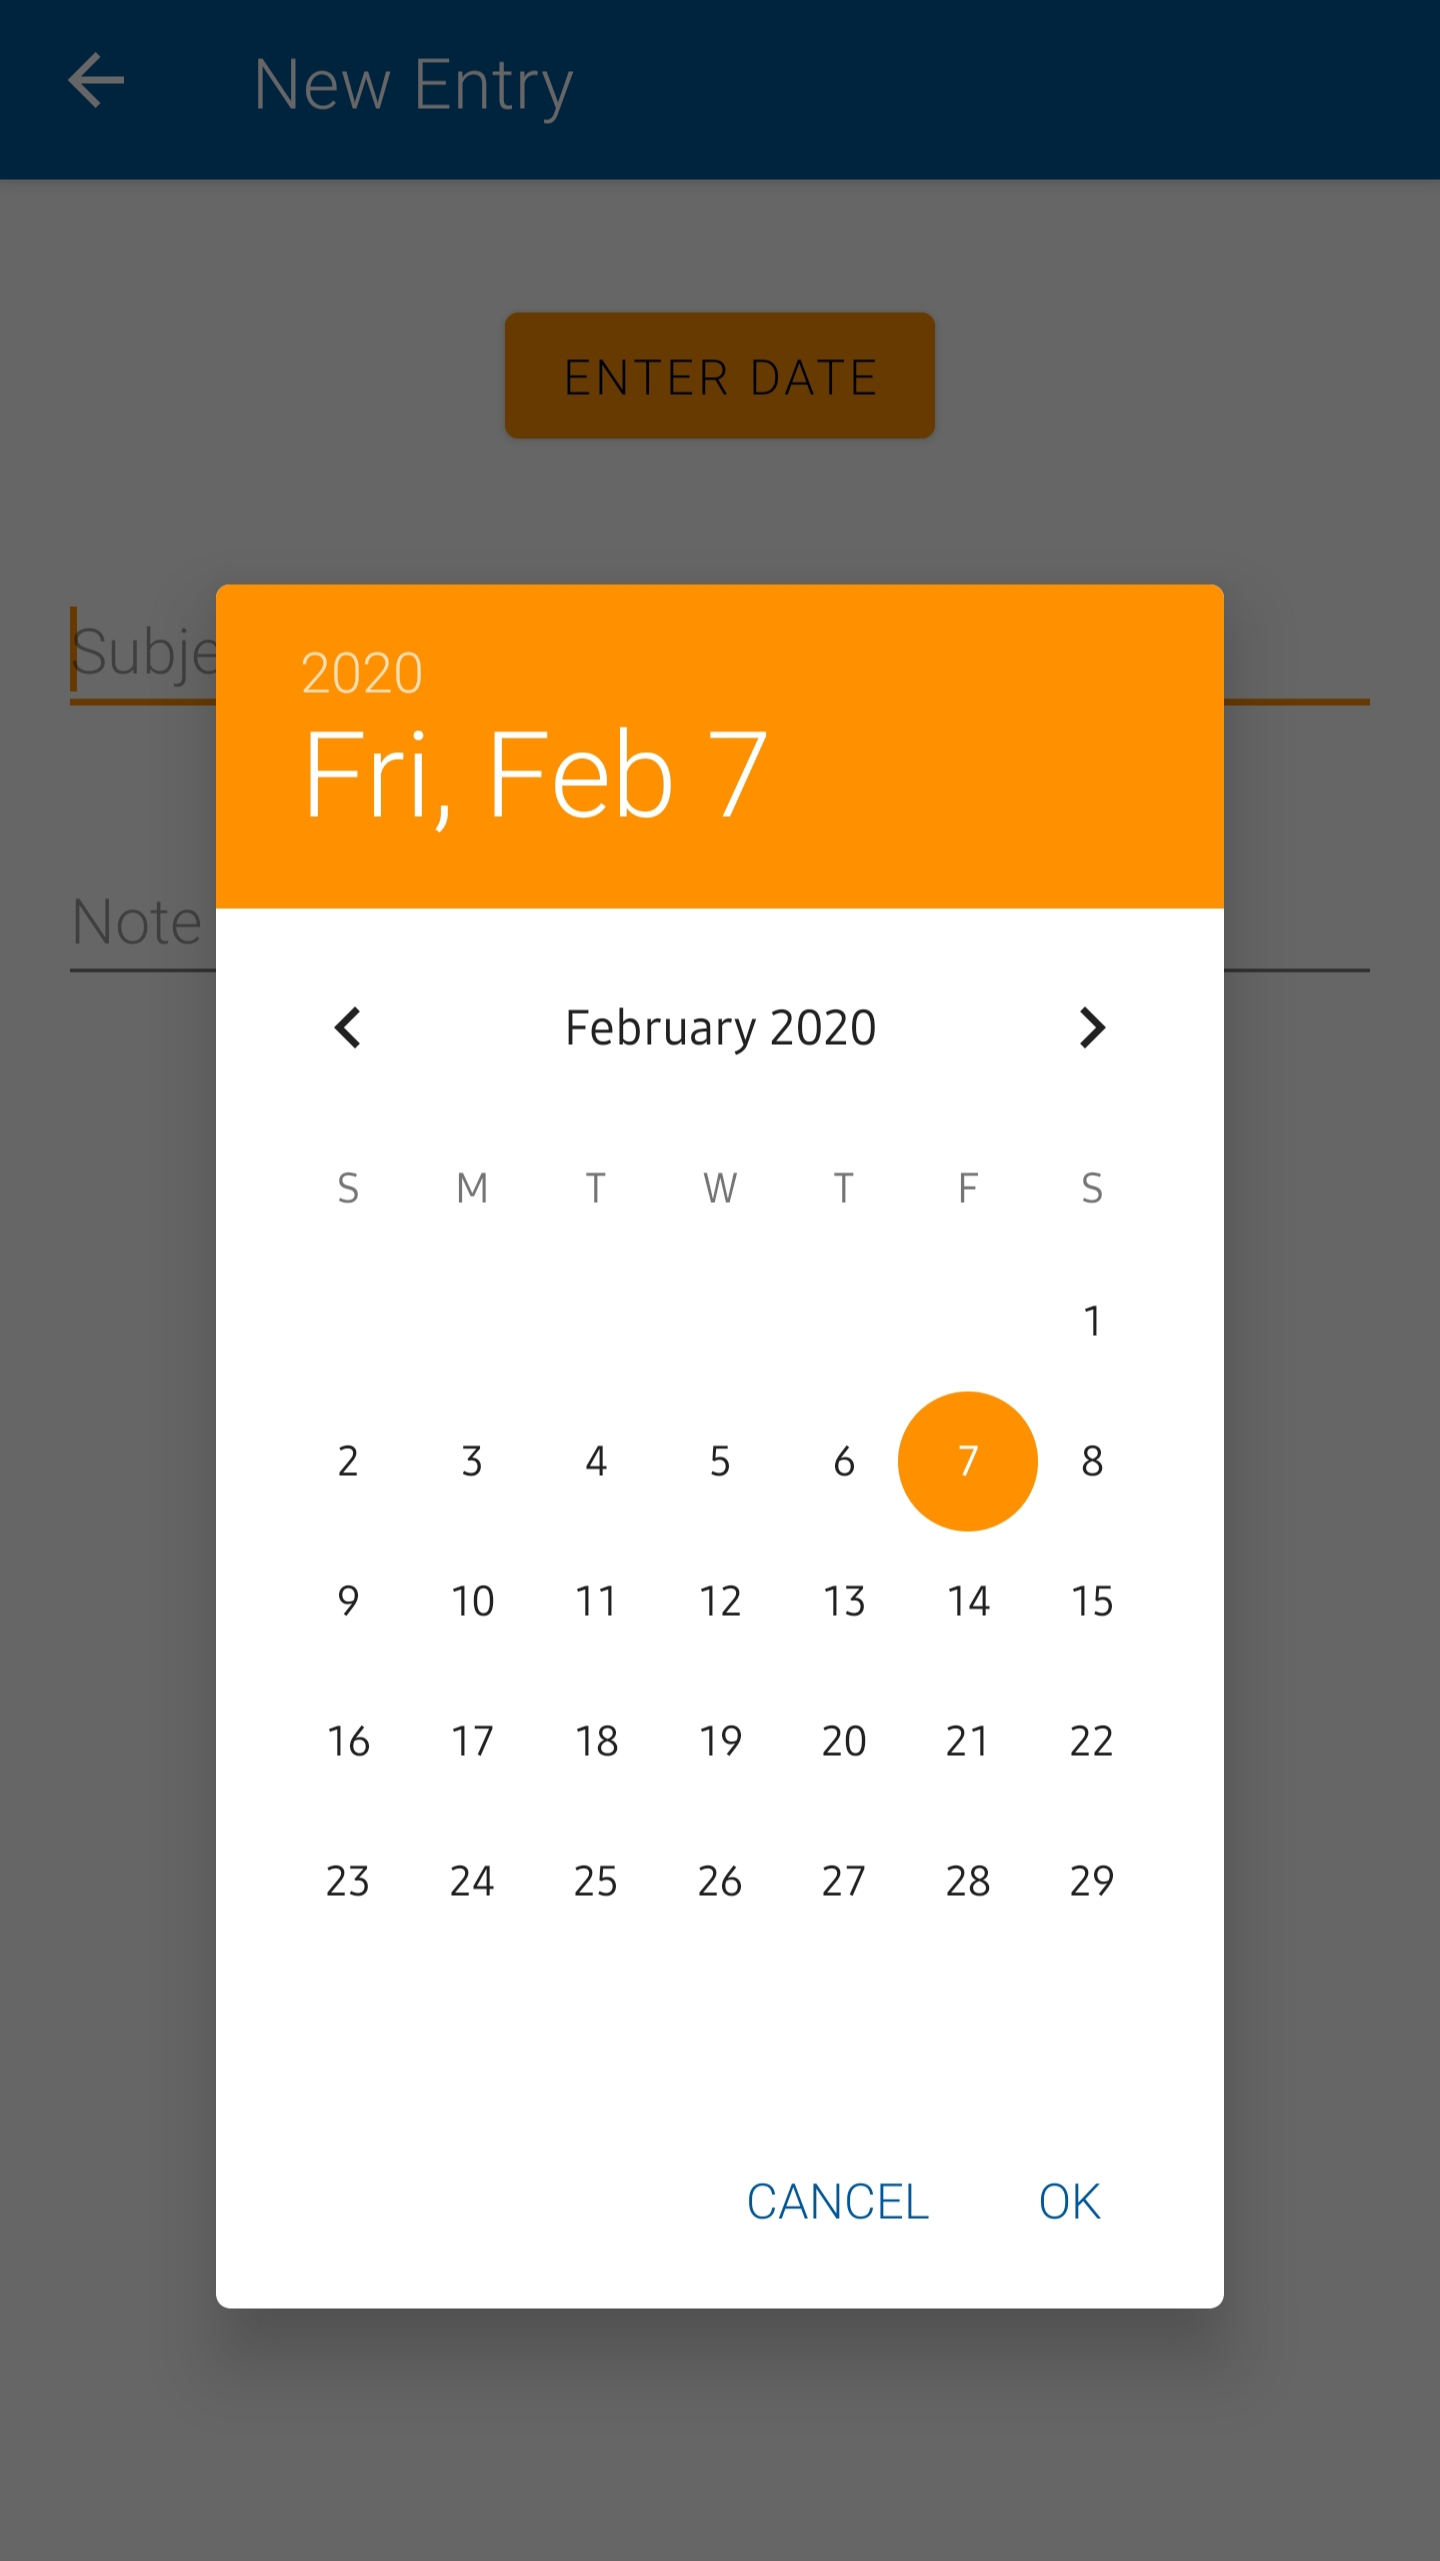 New Entry
ENTER DATE
Subje
2020
Fri, Feb 7
Note
February 2020
S M T W T F S
1
2 3 4 5 6 7 8
9 10 11 12 13 14 15
16 17 18 19 20 21 22
23 24 25 26 27 28 29
CANCEL OK